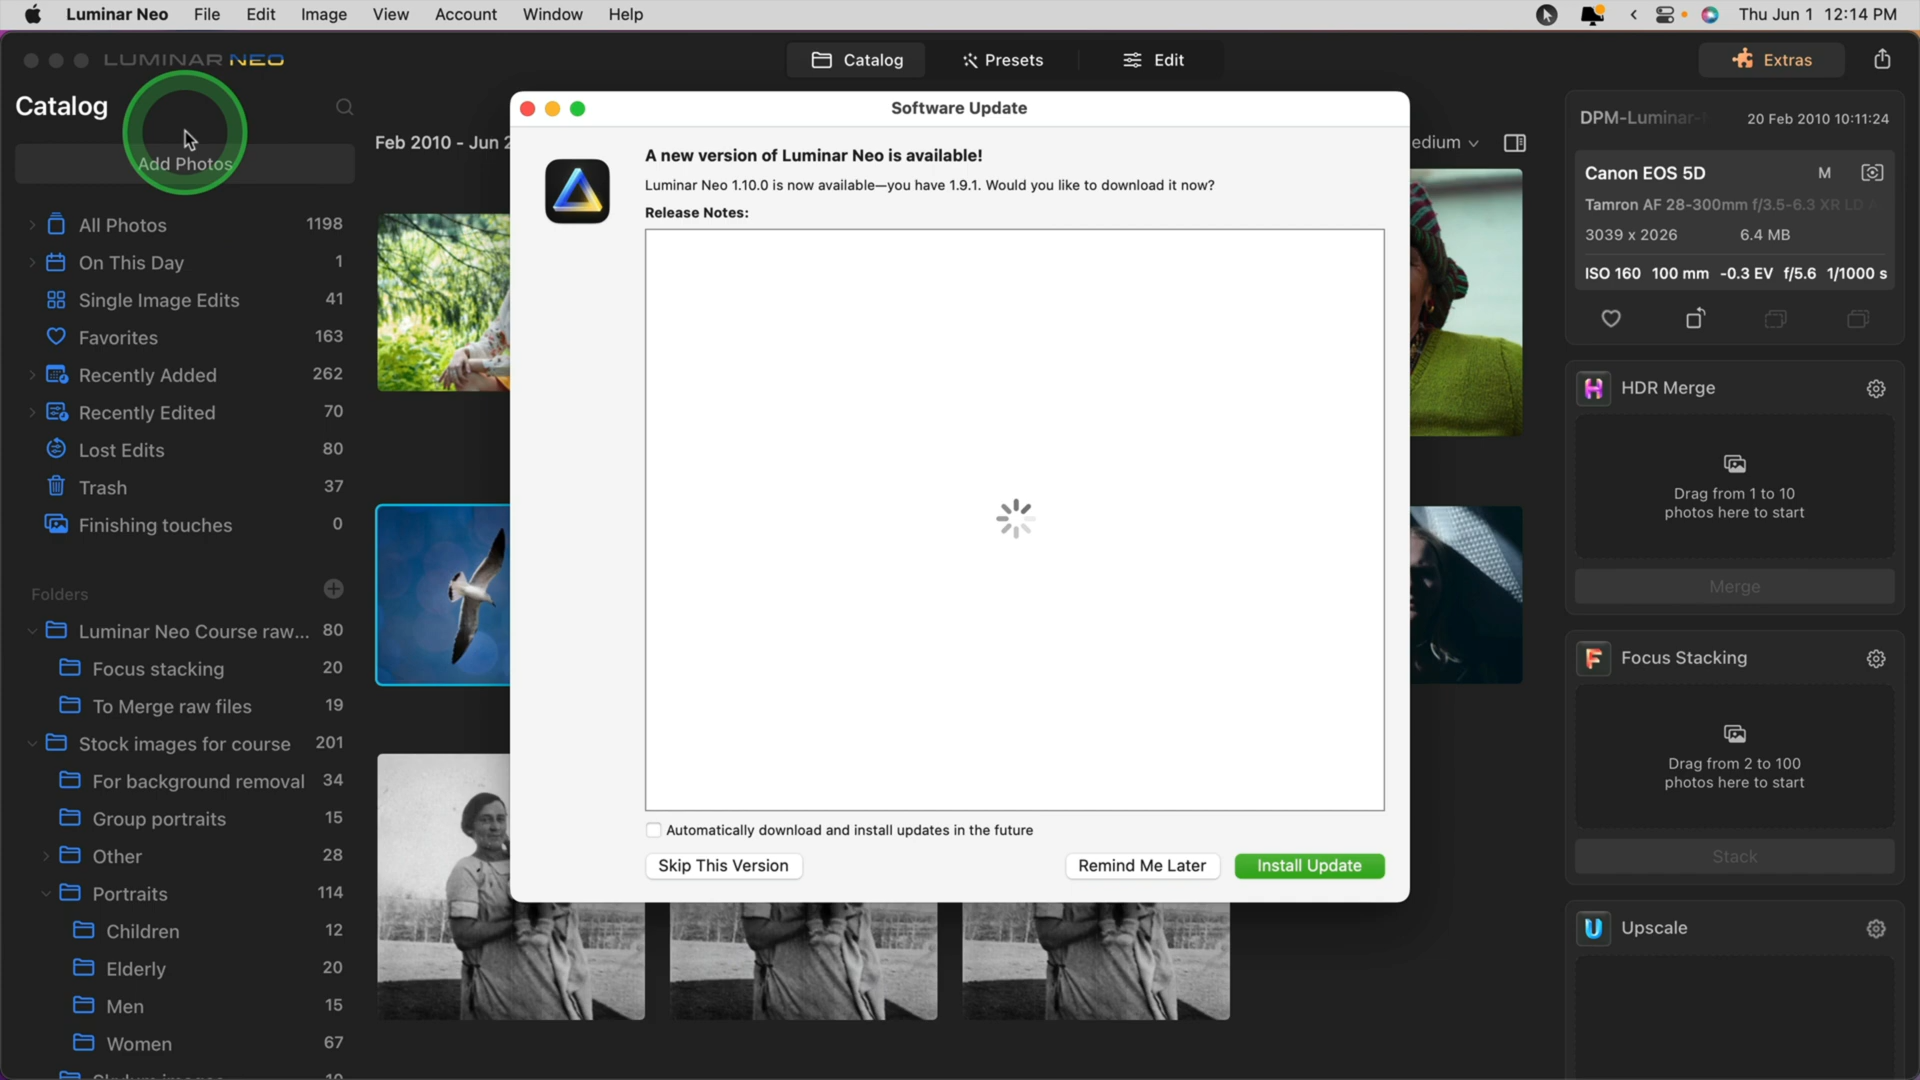 Luminar Neo File Edit Image View Account Window Help Thu Jun 1 12:14 PM
LUMINAR NEO Catalog Presets Edit Extras
Catalog
Add Photos
All Photos 1198
On This Day 1
Single Image Edits 41
Favorites 163
Recently Added 262
Recently Edited 70
Lost Edits 80
Trash 37
Finishing touches 0
Folders
Luminar Neo Course raw... 80
Focus stacking 20
To Merge raw files 19
Stock images for course 201
For background removal 34
Group portraits 15
Other 28
Portraits 114
Children 12
Elderly 20
Men 15
Women 67
Feb 2010 - Jun 2
edium
Software Update
A new version of Luminar Neo is available!
Luminar Neo 1.10.0 is now available—you have 1.9.1. Would you like to download it now?
Release Notes:
Automatically download and install updates in the future
Skip This Version Remind Me Later Install Update
DPM-Luminar- 20 Feb 2010 10:11:24
Canon EOS 5D M
Tamron AF 28-300mm f/3.5-6.3 XR LD A
3039 x 2026 6.4 MB
ISO 160 100 mm -0.3 EV f/5.6 1/1000 s
HDR Merge
Drag from 1 to 10
photos here to start
Merge
Focus Stacking
Drag from 2 to 100
photos here to start
Stack
Upscale